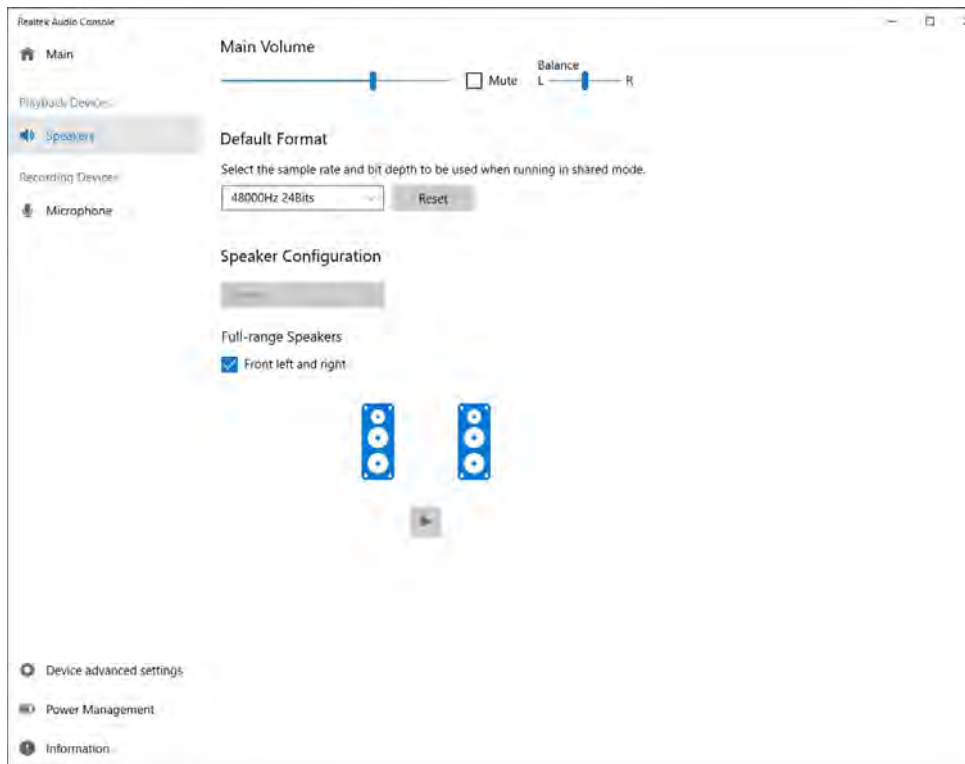 Realtek Audio Console
Main
Playback Devices
Speakers
Recording Devices
Microphone
Main Volume
Mute
Balance
L
R
Default Format
Select the sample rate and bit depth to be used when running in shared mode.
48000Hz 24Bits
Reset
Speaker Configuration
Full-range Speakers
Front left and right
Device advanced settings
Power Management
Information